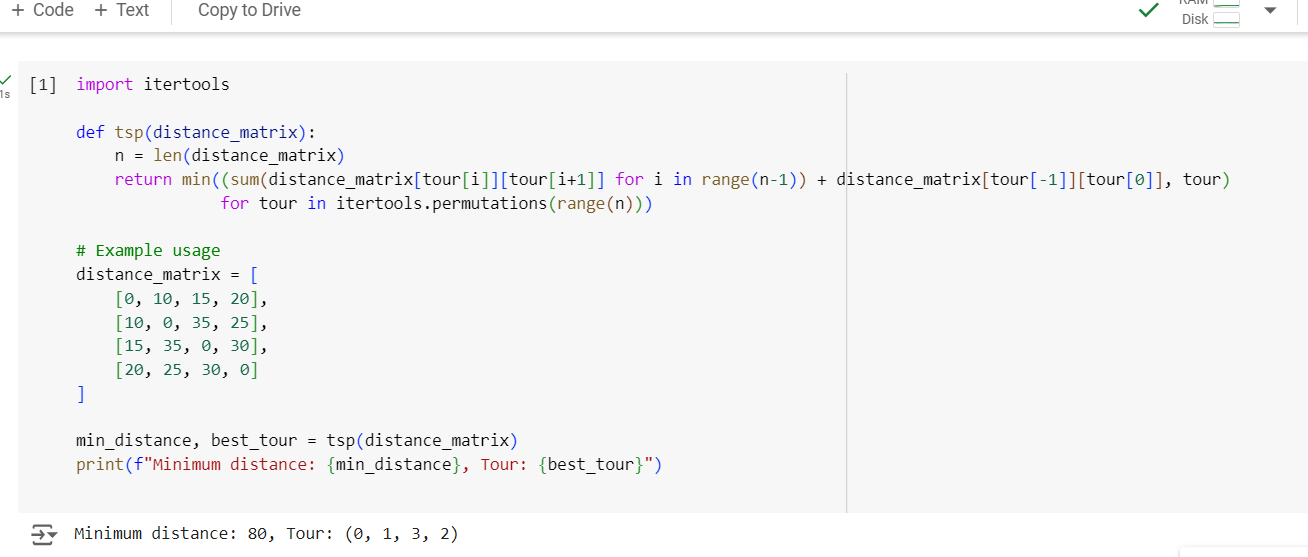 + Code + Text Copy to Drive
RAM
Disk
1s
[1] import itertools
def tsp(distance_matrix):
    n = len(distance_matrix)
    return min((sum(distance_matrix[tour[i]][tour[i+1]] for i in range(n-1)) + distance_matrix[tour[-1]][tour[0]], tour)
               for tour in itertools.permutations(range(n)))
# Example usage
distance_matrix = [
    [0, 10, 15, 20],
    [10, 0, 35, 25],
    [15, 35, 0, 30],
    [20, 25, 30, 0]
]
min_distance, best_tour = tsp(distance_matrix)
print(f"Minimum distance: {min_distance}, Tour: {best_tour}")
Minimum distance: 80, Tour: (0, 1, 3, 2)